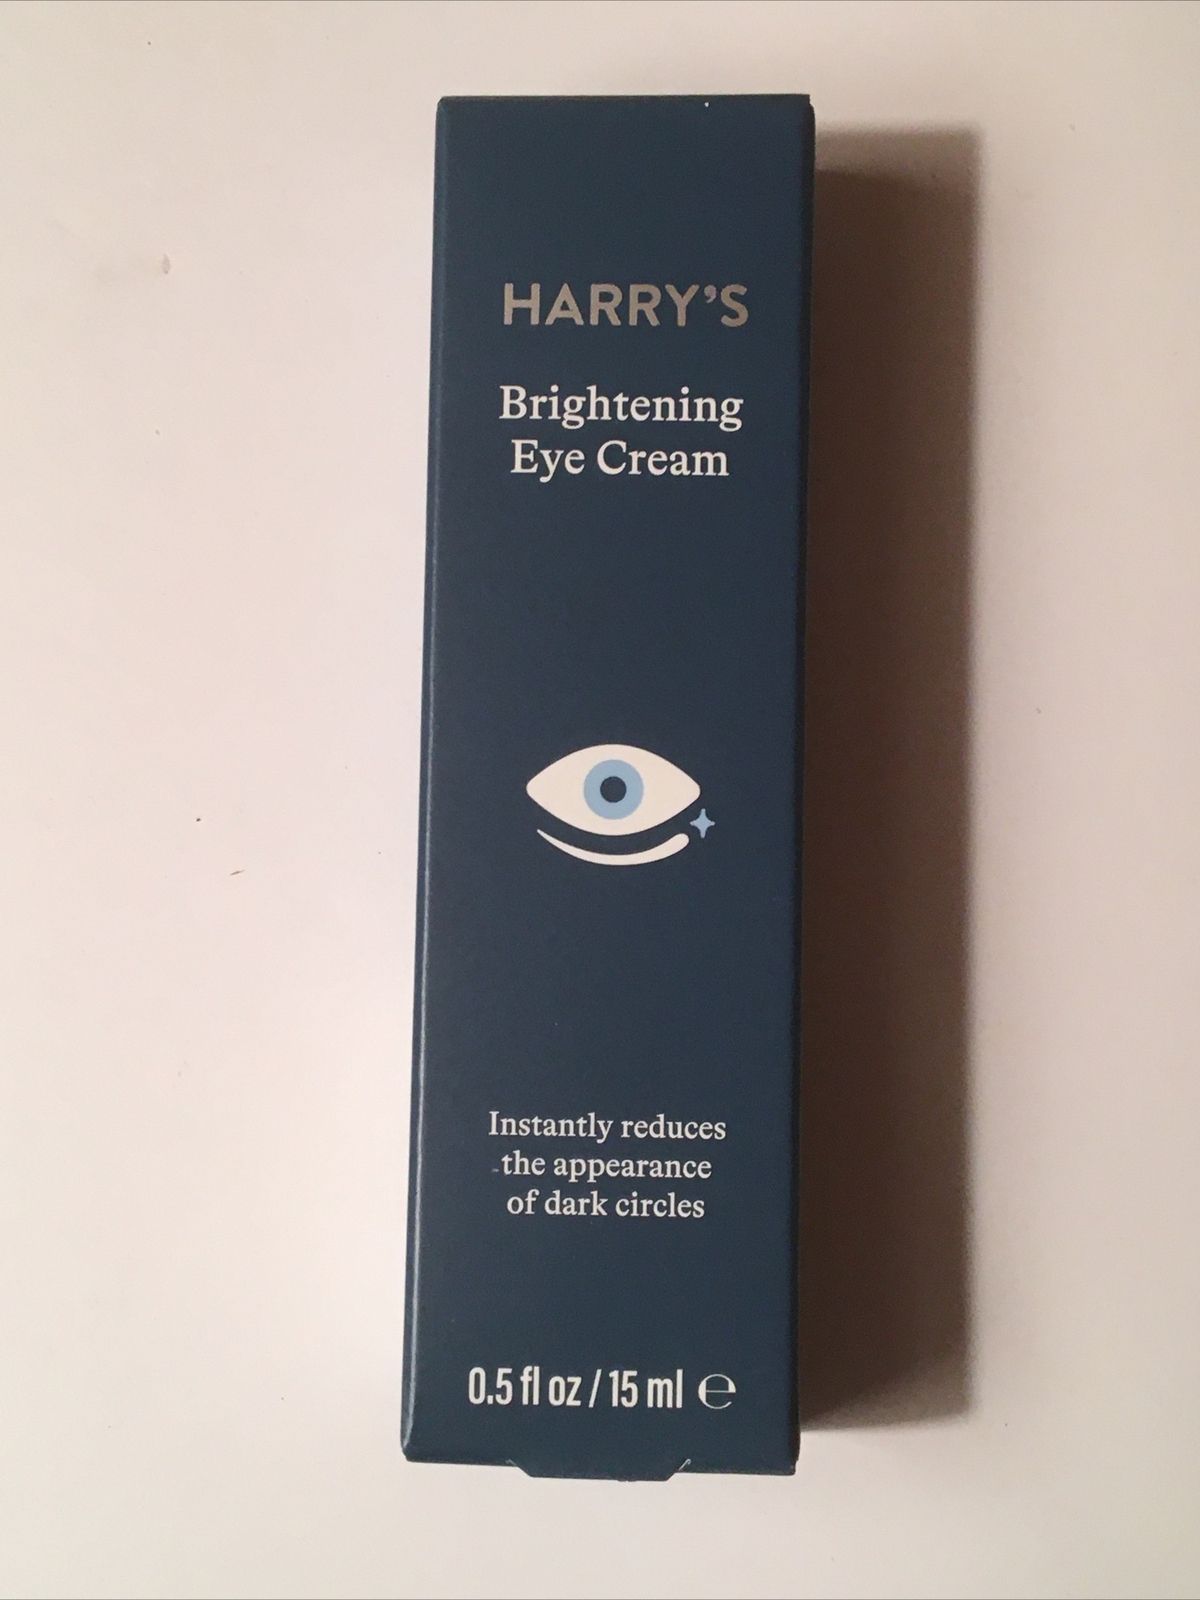 HARRY'S
Brightening
Eye Cream
Instantly reduces
the appearance
of dark circles
0.5 fl oz / 15 ml ℮